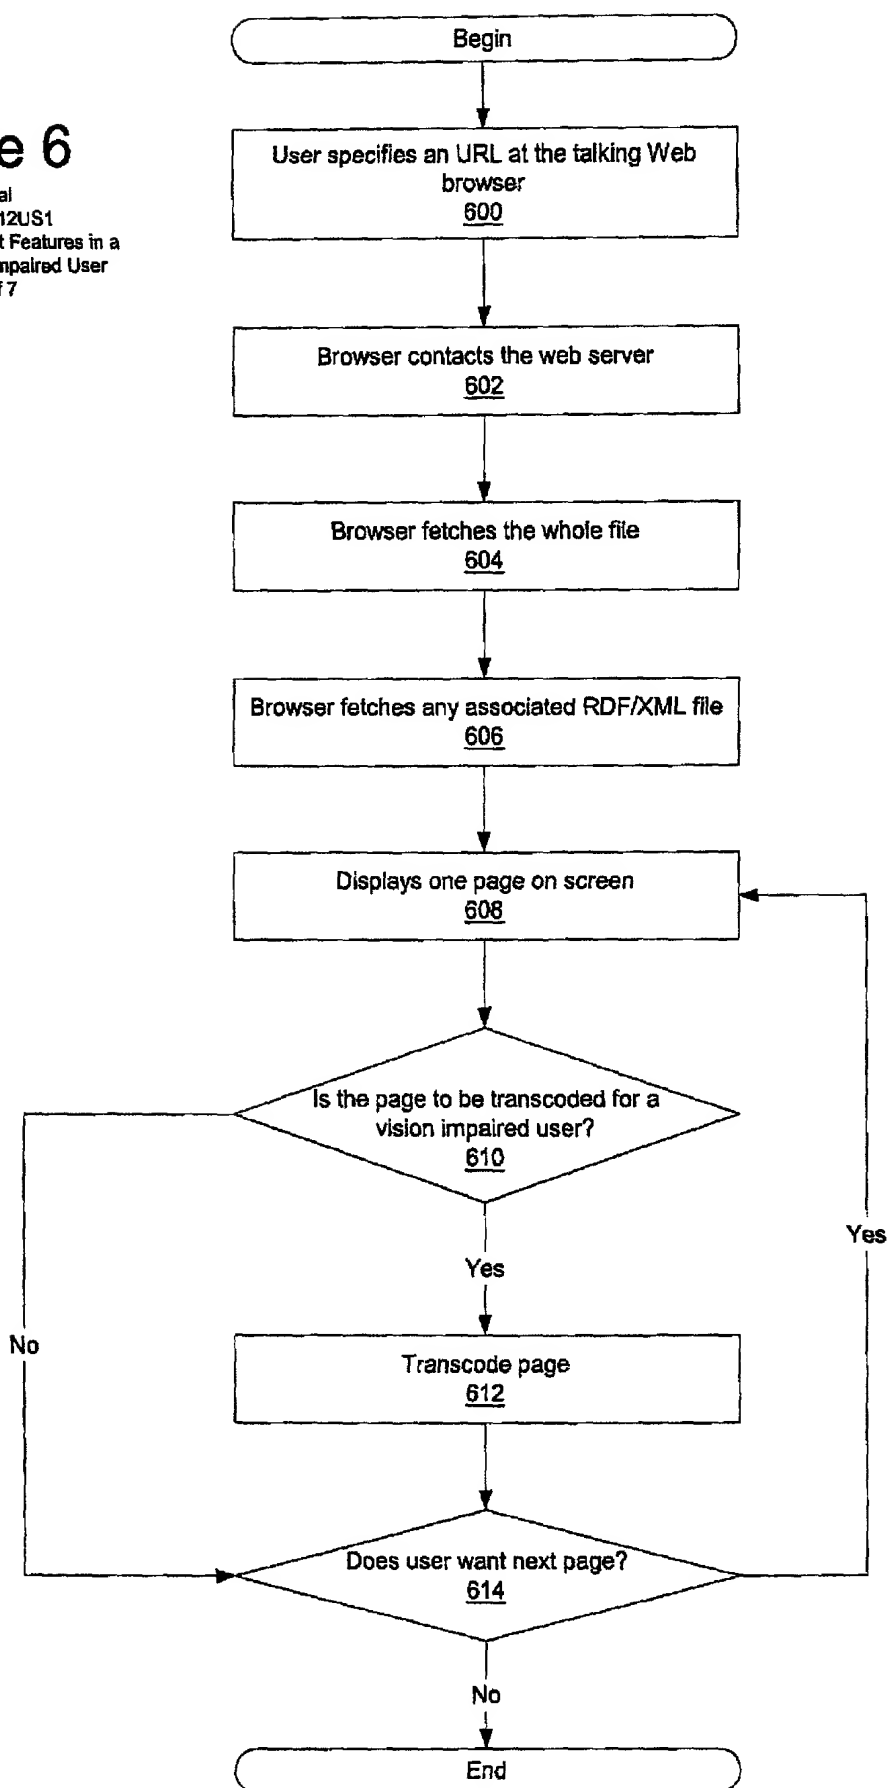 Begin
e 6
al
12US1
t Features in a
mpaired User
f 7
User specifies an URL at the talking Web
browser
600
Browser contacts the web server
602
Browser fetches the whole file
604
Browser fetches any associated RDF/XML file
606
Displays one page on screen
608
Is the page to be transcoded for a
vision impaired user?
610
Yes
Yes
No
Transcode page
612
Does user want next page?
614
No
End